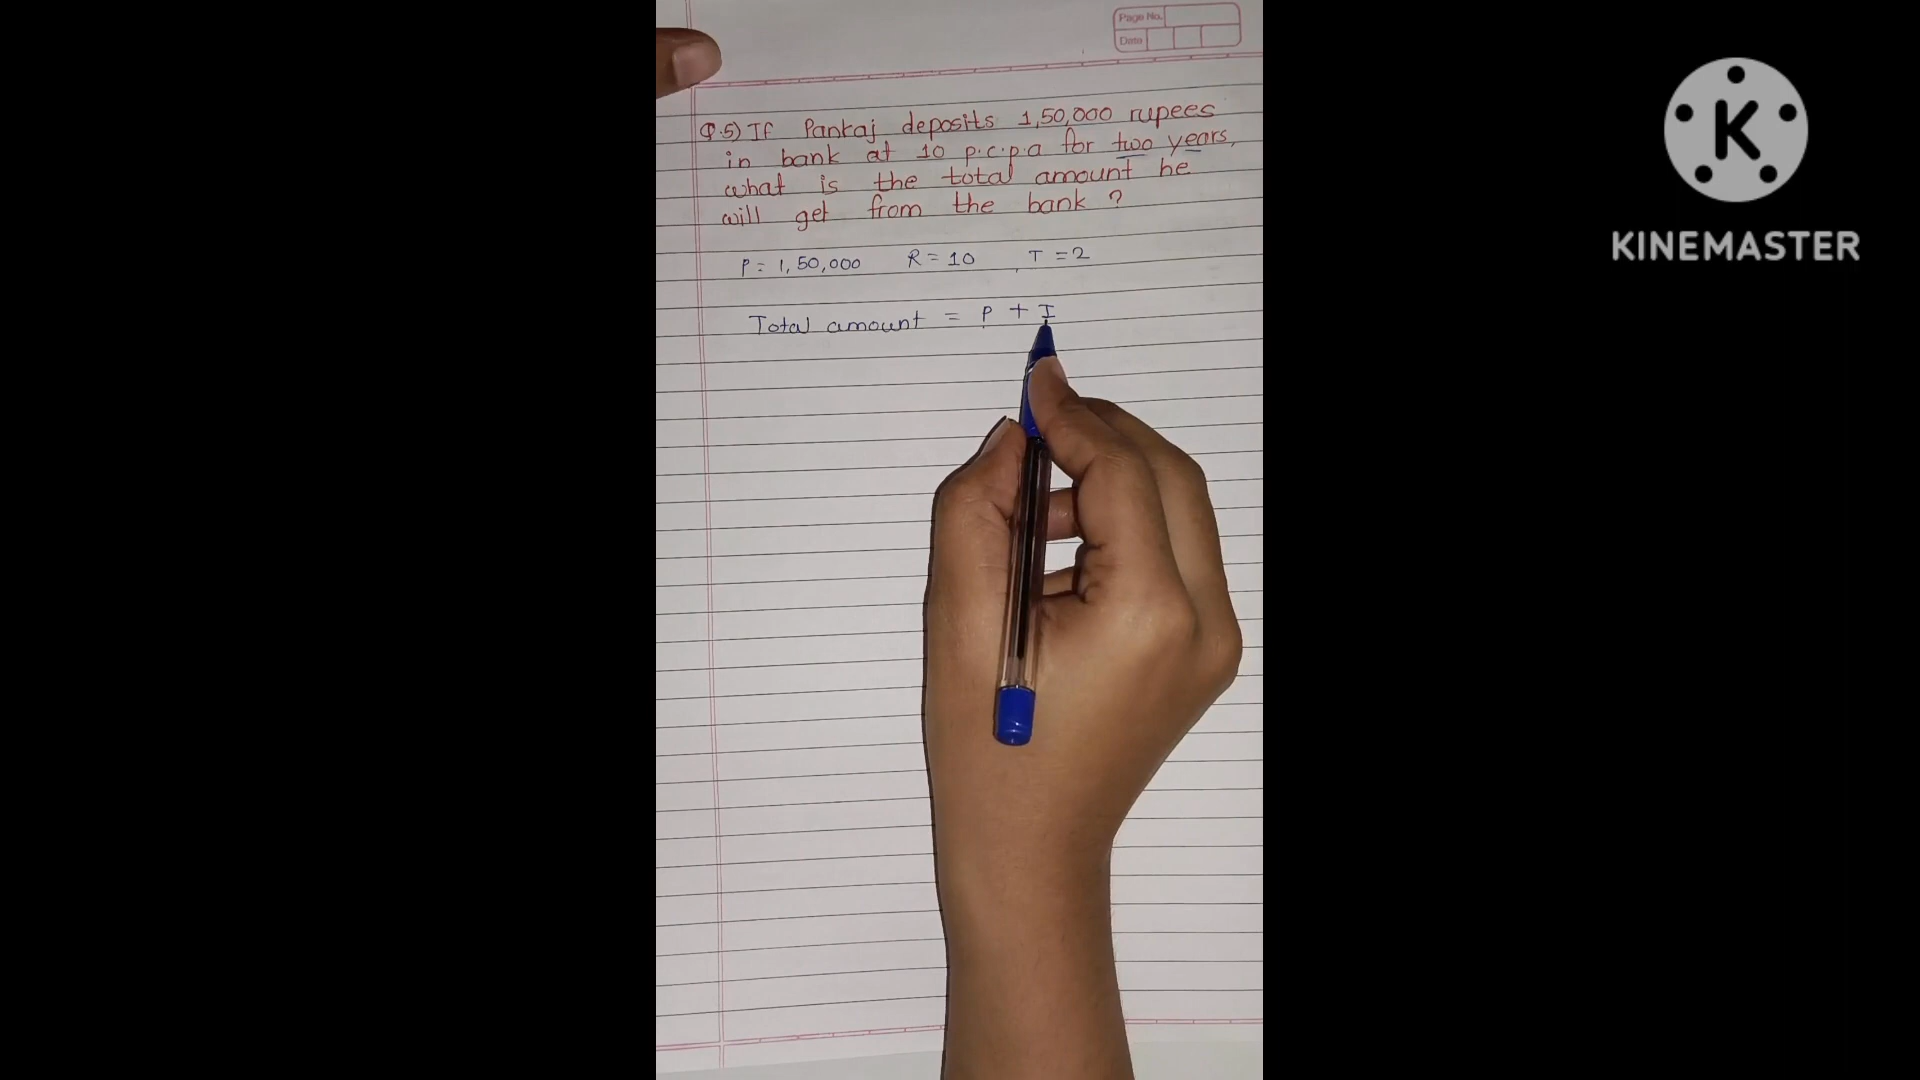 Page No.
Date
Q.5) If Pankaj deposits 1,50,000 rupees
in bank at 10 p.c.p.a for two years,
what is the total amount he
will get from the bank ?
P = 1,50,000 R = 10 T = 2
Total amount = P + I
K
KINEMASTER